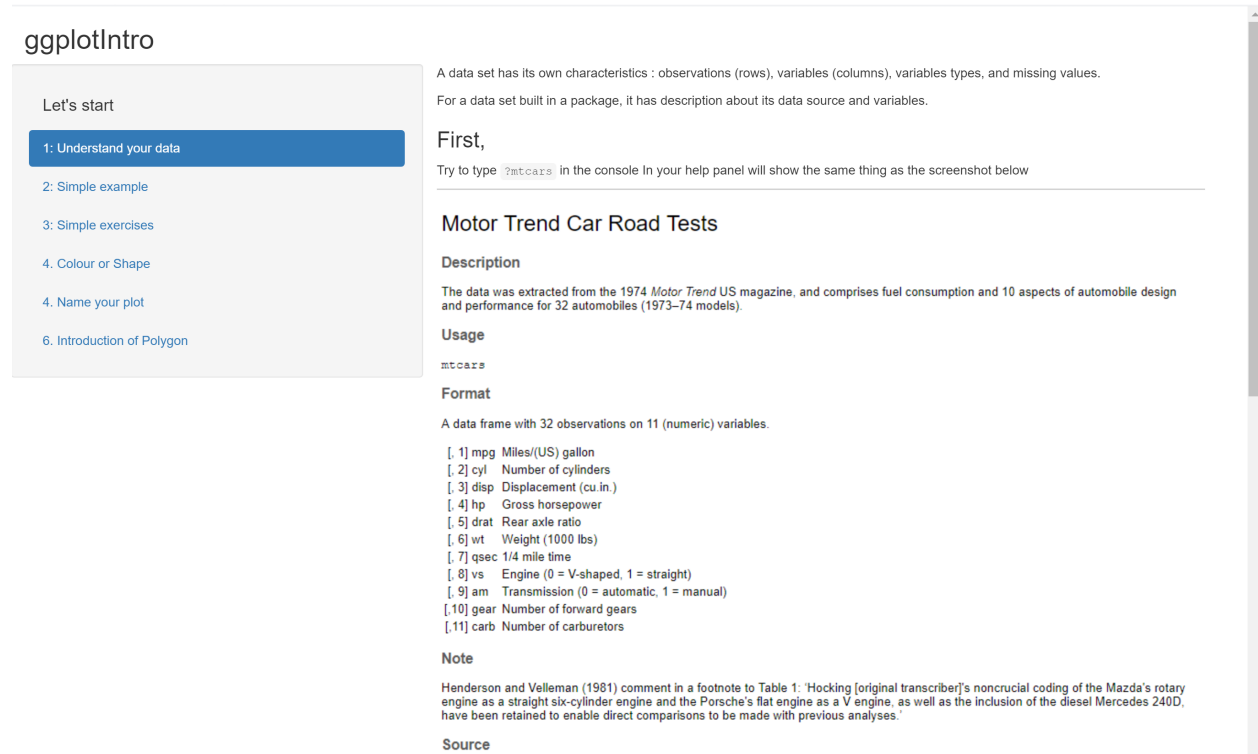 ggplotIntro
Let's start
1: Understand your data
2: Simple example
3: Simple exercises
4. Colour or Shape
4. Name your plot
6. Introduction of Polygon
A data set has its own characteristics : observations (rows), variables (columns), variables types, and missing values.
For a data set built in a package, it has description about its data source and variables.
First,
Try to type ?mtcars in the console In your help panel will show the same thing as the screenshot below
Motor Trend Car Road Tests
Description
The data was extracted from the 1974 Motor Trend US magazine, and comprises fuel consumption and 10 aspects of automobile design
and performance for 32 automobiles (1973–74 models).
Usage
mtcars
Format
A data frame with 32 observations on 11 (numeric) variables.
[, 1] mpg Miles/(US) gallon
[, 2] cyl Number of cylinders
[, 3] disp Displacement (cu.in.)
[, 4] hp Gross horsepower
[, 5] drat Rear axle ratio
[, 6] wt Weight (1000 lbs)
[, 7] qsec 1/4 mile time
[, 8] vs Engine (0 = V-shaped, 1 = straight)
[, 9] am Transmission (0 = automatic, 1 = manual)
[,10] gear Number of forward gears
[,11] carb Number of carburetors
Note
Henderson and Velleman (1981) comment in a footnote to Table 1: ‘Hocking [original transcriber]'s noncrucial coding of the Mazda's rotary
engine as a straight six-cylinder engine and the Porsche's flat engine as a V engine, as well as the inclusion of the diesel Mercedes 240D,
have been retained to enable direct comparisons to be made with previous analyses.’
Source